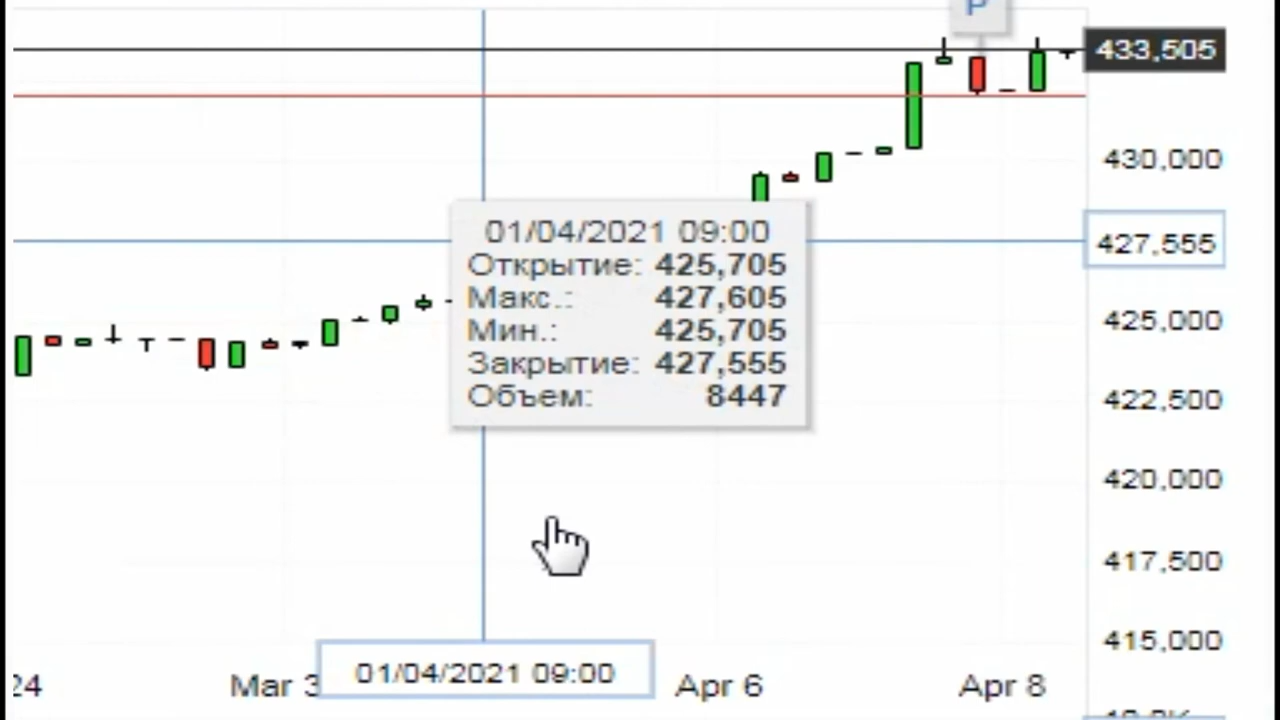 P
433,505
430,000
427,555
425,000
422,500
420,000
417,500
415,000
01/04/2021 09:00
Открытие: 425,705
Макс.: 427,605
Мин.: 425,705
Закрытие: 427,555
Объем: 8447
24
Mar 3
01/04/2021 09:00
Apr 6
Apr 8